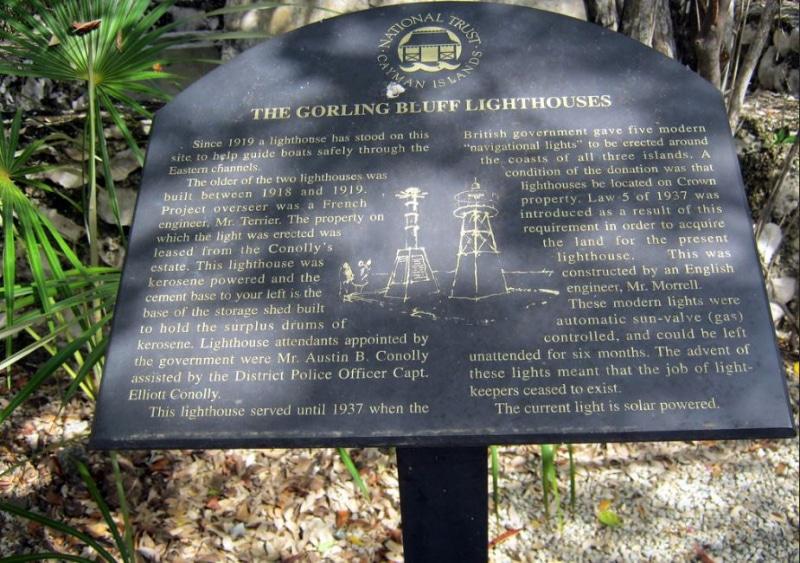 NATIONAL TRUST
CAYMAN ISLANDS
THE GORLING BLUFF LIGHTHOUSES
Since 1919 a lighthouse has stood on this
site to help guide boats safely through the
Eastern channels.
The older of the two lighthouses was
built between 1918 and 1919.
Project overseer was a French
engineer, Mr. Terrier. The property on
which the light was erected was
leased from the Conolly's
estate. This lighthouse was
kerosene powered and the
cement base to your left is the
base of the storage shed built
to hold the surplus drums of
kerosene. Lighthouse attendants appointed by
the government were Mr. Austin B. Conolly
assisted by the District Police Officer Capt.
Elliott Conolly.
This lighthouse served until 1937 when the
British government gave five modern
"navigational lights" to be erected around
the coasts of all three islands. A
condition of the donation was that
lighthouses be located on Crown
property. Law 5 of 1937 was
introduced as a result of this
requirement in order to acquire
the land for the present
lighthouse. This was
constructed by an English
engineer, Mr. Morrell.
These modern lights were
automatic sun-valve (gas)
controlled, and could be left
unattended for six months. The advent of
these lights meant that the job of light-
keepers ceased to exist.
The current light is solar powered.